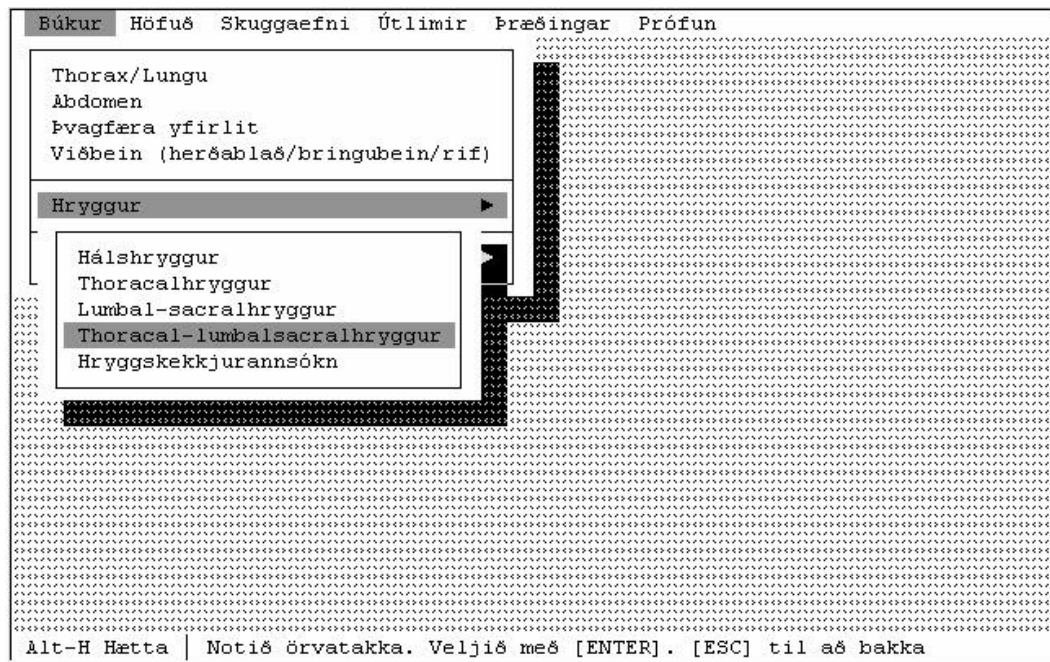 Búkur Höfuð Skuggaefni Útlimir Þræðingar Prófun
Thorax/Lungu
Abdomen
Þvagfæra yfirlit
Viðbein (herðablað/bringubein/rif)
Hryggur ►
Hálshryggur
Thoracalhryggur
Lumbal-sacralhryggur
Thoracal-lumbalsacralhryggur
Hryggskekkjurannsókn
Alt-H Hætta │ Notið örvatakka. Veljið með [ENTER]. [ESC] til að bakka